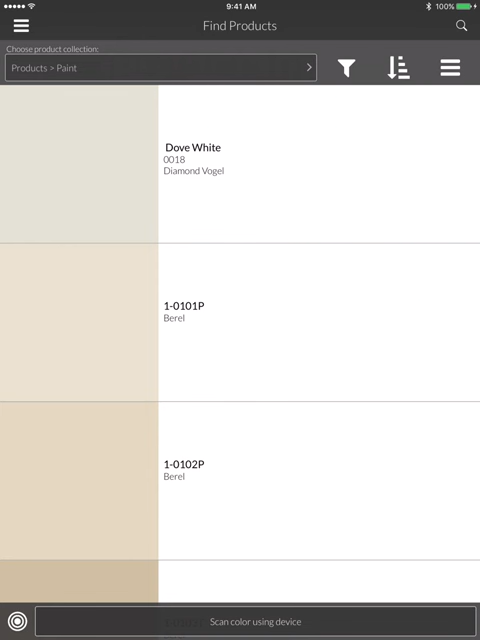 9:41 AM
100%
Find Products
Choose product collection:
Products > Paint
Dove White
0018
Diamond Vogel
1-0101P
Berel
1-0102P
Berel
Scan color using device